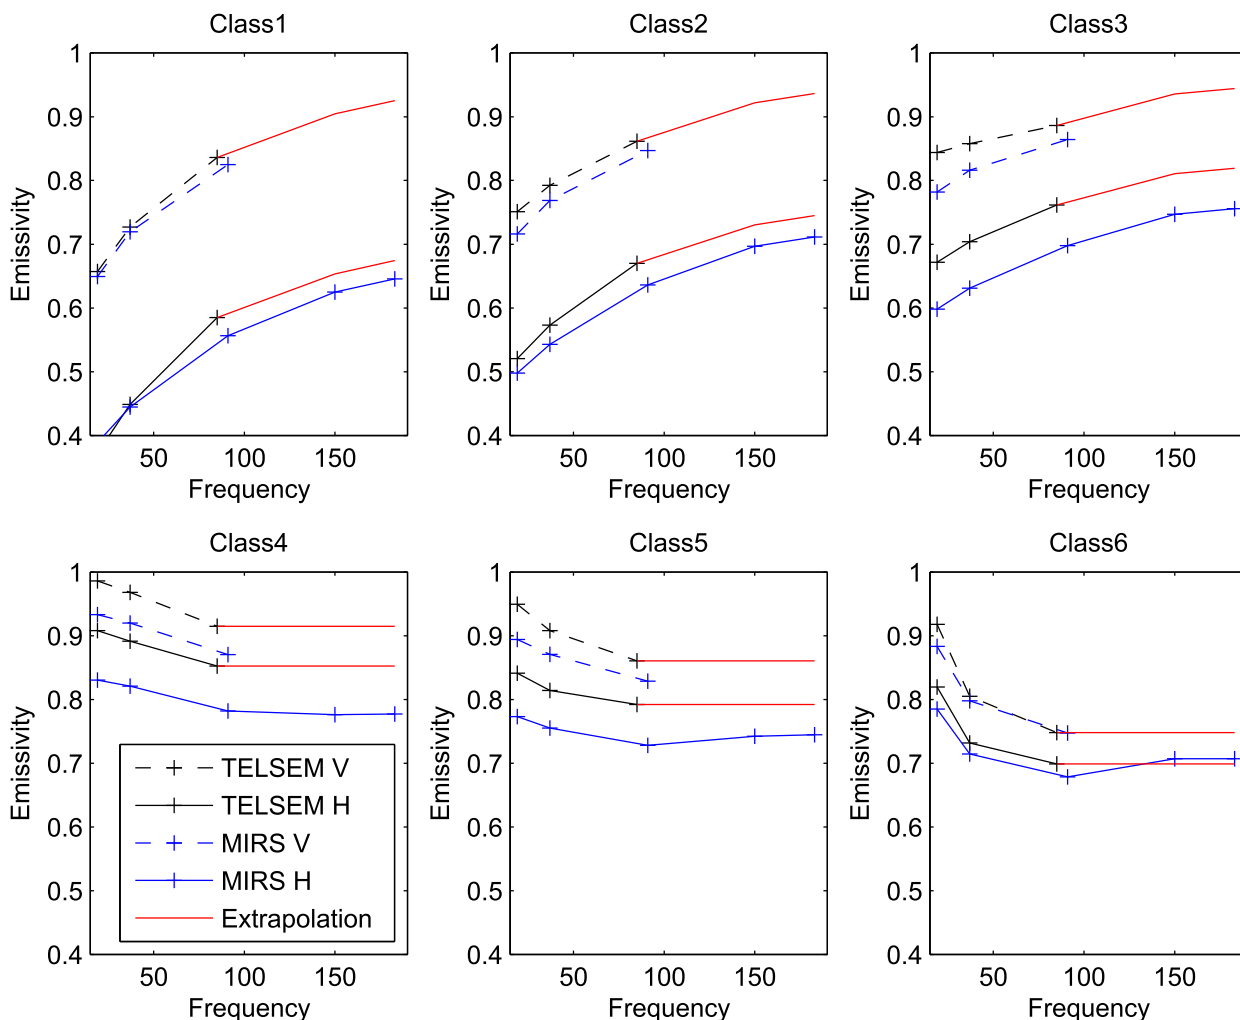 Class1
Class2
Class3
1
0.9
0.8
0.7
0.6
0.5
0.4
Emissivity
50
100
150
Frequency
1
0.9
0.8
0.7
0.6
0.5
0.4
Emissivity
50
100
150
Frequency
1
0.9
0.8
0.7
0.6
0.5
0.4
Emissivity
50
100
150
Frequency
Class4
Class5
Class6
1
0.9
0.8
0.7
0.6
0.5
0.4
Emissivity
TELSEM V
TELSEM H
MIRS V
MIRS H
Extrapolation
50
100
150
Frequency
1
0.9
0.8
0.7
0.6
0.5
0.4
Emissivity
50
100
150
Frequency
1
0.9
0.8
0.7
0.6
0.5
0.4
Emissivity
50
100
150
Frequency